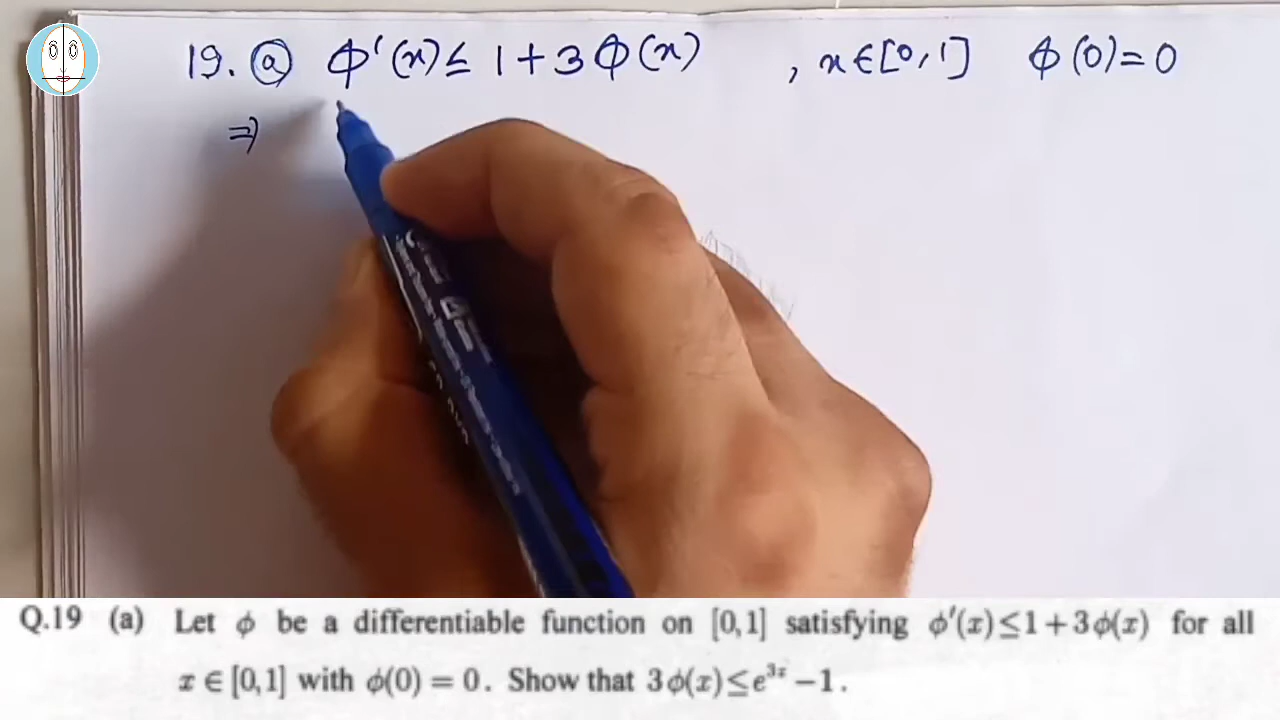 19. (a) φ'(x) ≤ 1 + 3φ(x) , x ∈ [0, 1] φ(0) = 0
⇒
Q.19 (a) Let ϕ be a differentiable function on [0,1] satisfying ϕ′(x)≤1+3ϕ(x) for all
x ∈ [0,1] with ϕ(0) = 0. Show that 3ϕ(x)≤e³ˣ −1.